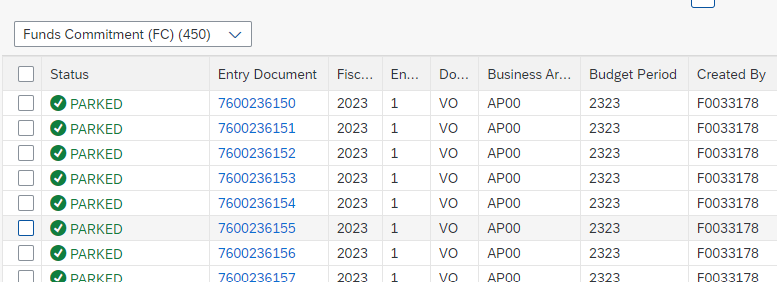 Funds Commitment (FC) (450)
Status Entry Document Fisc... En... Do... Business Ar... Budget Period Created By
PARKED 7600236150 2023 1 VO AP00 2323 F0033178
PARKED 7600236151 2023 1 VO AP00 2323 F0033178
PARKED 7600236152 2023 1 VO AP00 2323 F0033178
PARKED 7600236153 2023 1 VO AP00 2323 F0033178
PARKED 7600236154 2023 1 VO AP00 2323 F0033178
PARKED 7600236155 2023 1 VO AP00 2323 F0033178
PARKED 7600236156 2023 1 VO AP00 2323 F0033178
PARKED 7600236157 2023 1 VO AP00 2323 F0033178